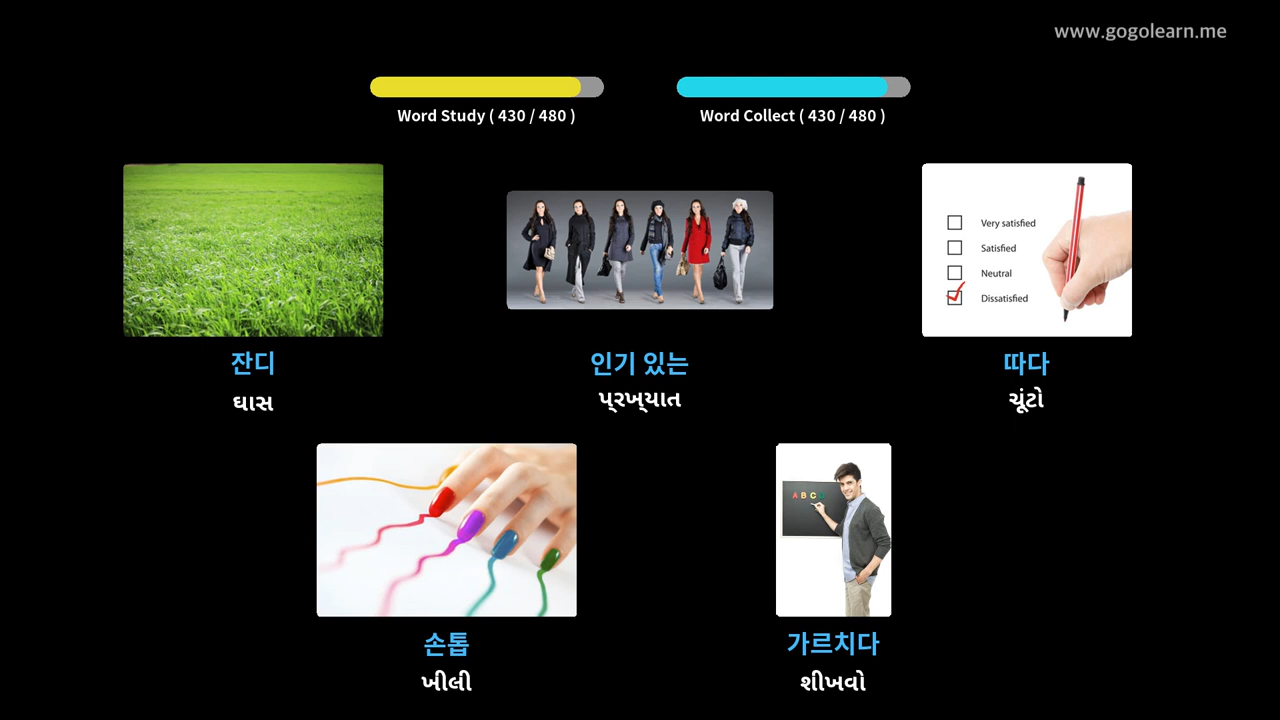 www.gogolearn.me
Word Study ( 430 / 480 )
Word Collect ( 430 / 480 )
Very satisfied
Satisfied
Neutral
Dissatisfied
잔디
ઘાસ
인기 있는
પ્રખ્યાત
따다
ચૂંટો
A B C D
손톱
ખીલી
가르치다
શીખવો